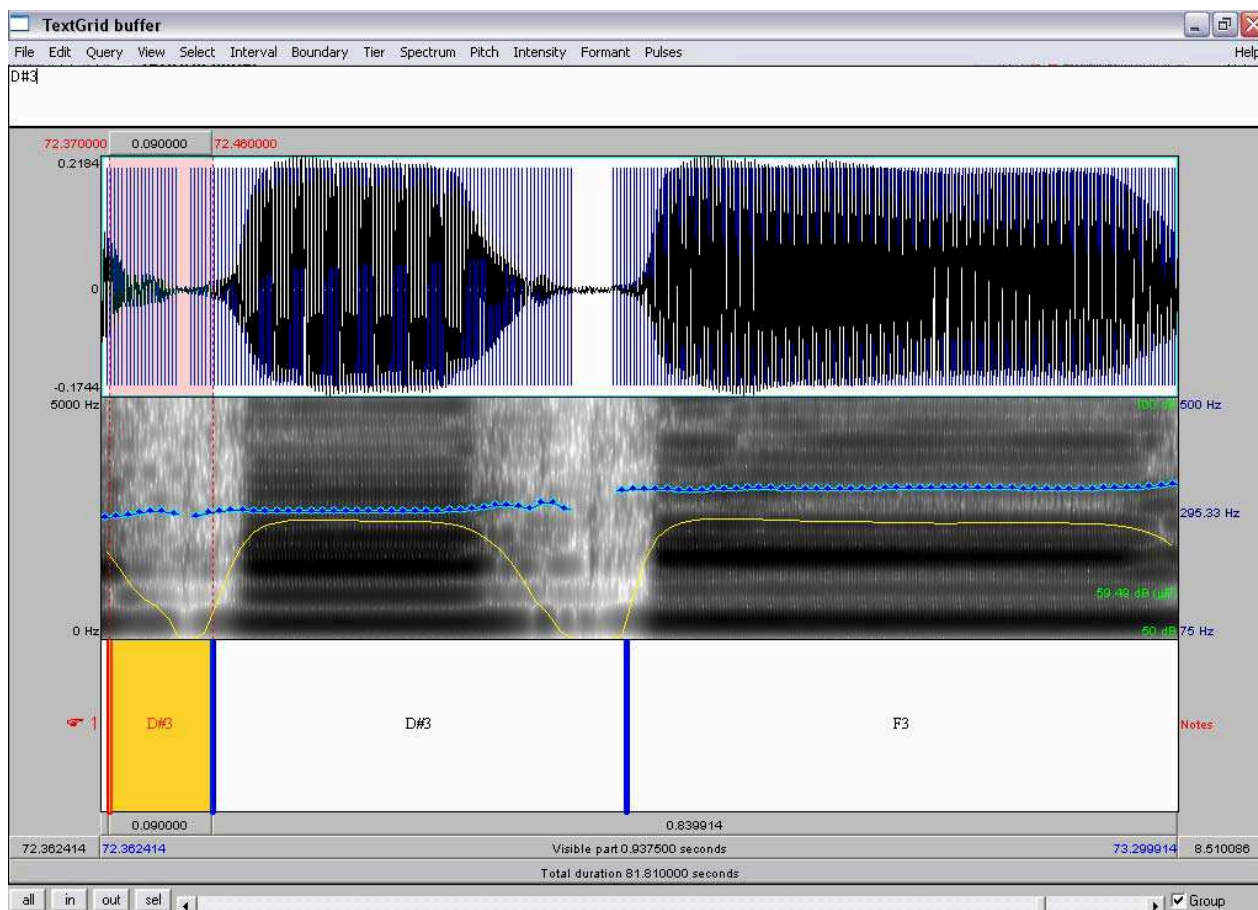 TextGrid buffer
File Edit Query View Select Interval Boundary Tier Spectrum Pitch Intensity Formant Pulses Help
D#3
72.370000 0.090000 72.460000
0.2184
0
-0.1744
5000 Hz 100 dB 500 Hz
295.33 Hz
59.49 dB (µE)
0 Hz 50 dB 75 Hz
1 D#3 D#3 F3 Notes
0.090000 0.839914
72.362414 72.362414 Visible part 0.937500 seconds 73.299914 8.510086
Total duration 81.810000 seconds
all in out sel Group